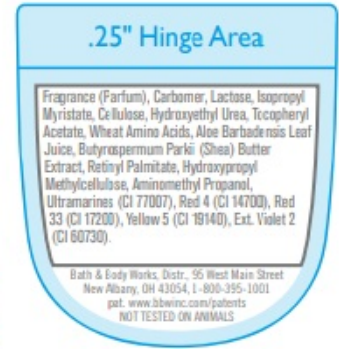 .25" Hinge Area
Fragrance (Parfum), Carbomer, Lactose, Isopropyl
Myristate, Cellulose, Hydroxyethyl Urea, Tocopheryl
Acetate, Wheat Amino Acids, Aloe Barbadensis Leaf
Juice, Butyrospermum Parkii (Shea) Butter
Extract, Retinyl Palmitate, Hydroxypropyl
Methylcellulose, Aminomethyl Propanol,
Ultramarines (CI 77007), Red 4 (CI 14700), Red
33 (CI 17200), Yellow 5 (CI 19140), Ext. Violet 2
(CI 60730).
Bath & Body Works, Distr., 95 West Main Street
New Albany, OH 43054, 1-800-395-1001
pat. www.bbwinc.com/patents
NOT TESTED ON ANIMALS